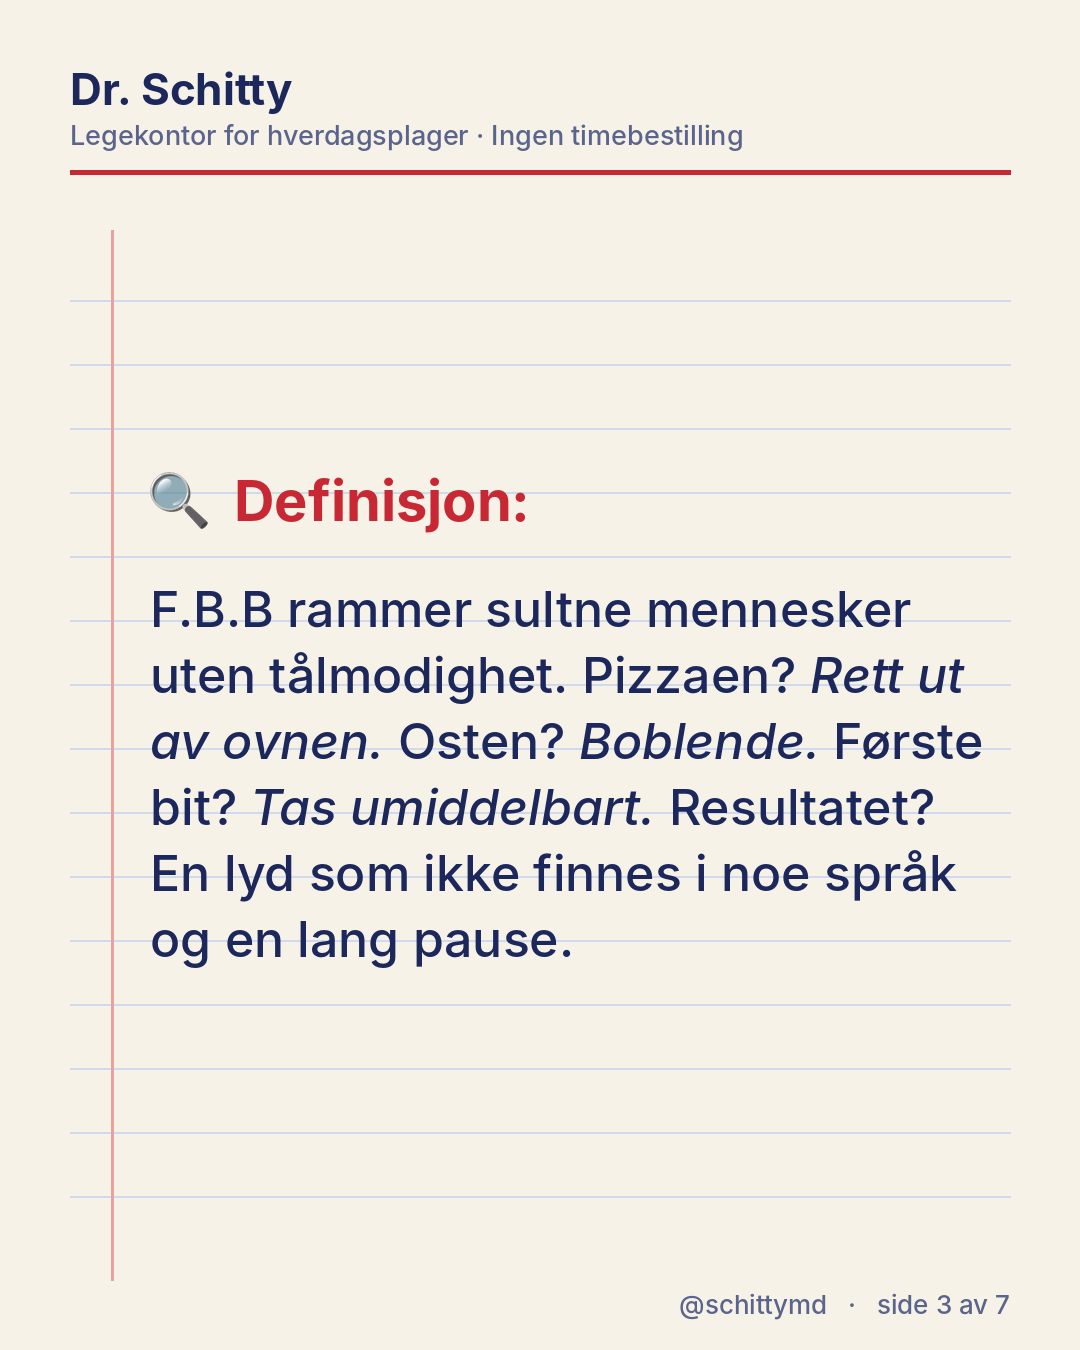 Dr. Schitty
Legekontor for hverdagsplager · Ingen timebestilling
🔍 Definisjon:
F.B.B rammer sultne mennesker
uten tålmodighet. Pizzaen? Rett ut
av ovnen. Osten? Boblende. Første
bit? Tas umiddelbart. Resultatet?
En lyd som ikke finnes i noe språk
og en lang pause.
@schittymd · side 3 av 7